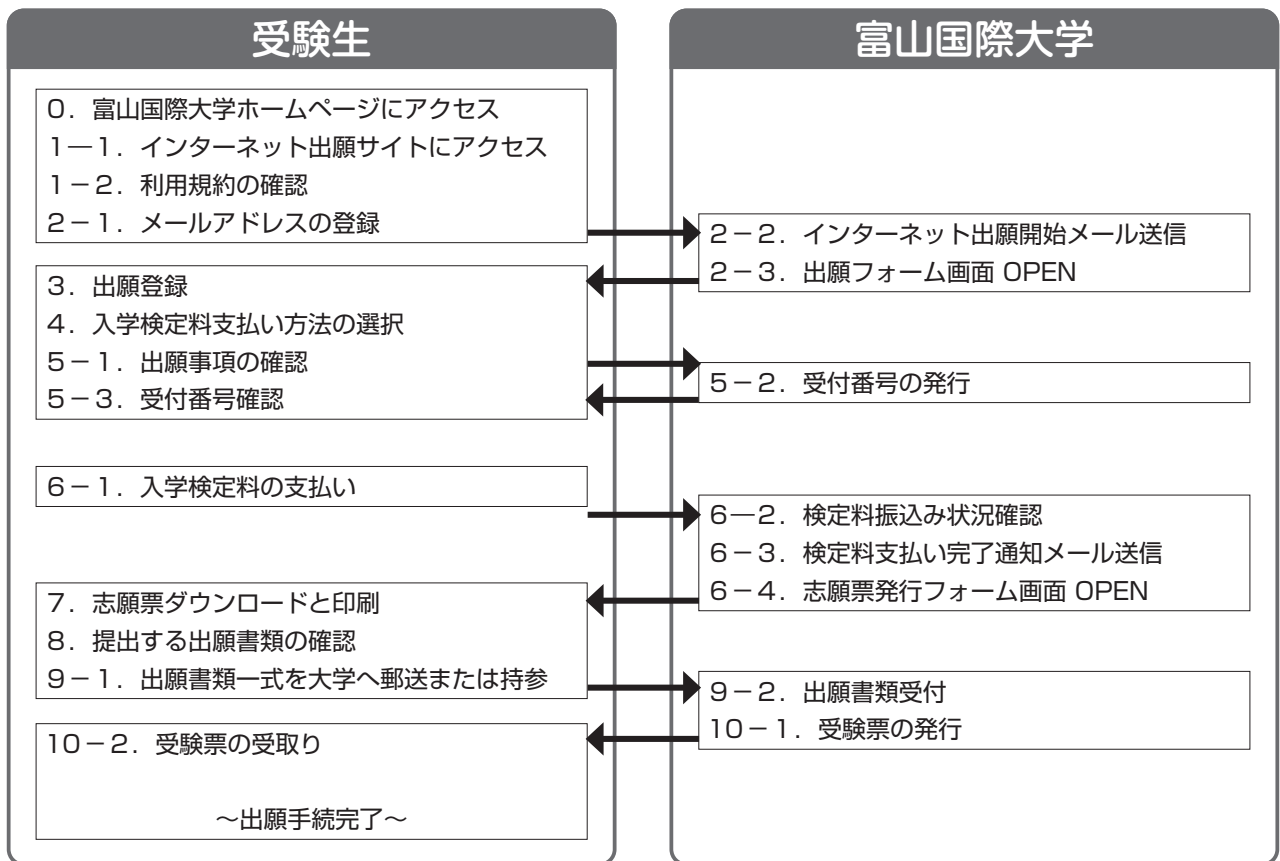 受験生
0．富山国際大学ホームページにアクセス
1―1．インターネット出願サイトにアクセス
1－2．利用規約の確認
2－1．メールアドレスの登録
3．出願登録
4．入学検定料支払い方法の選択
5－1．出願事項の確認
5－3．受付番号確認
6－1．入学検定料の支払い
7．志願票ダウンロードと印刷
8．提出する出願書類の確認
9－1．出願書類一式を大学へ郵送または持参
10－2．受験票の受取り
～出願手続完了～
富山国際大学
2－2．インターネット出願開始メール送信
2－3．出願フォーム画面 OPEN
5－2．受付番号の発行
6―2．検定料振込み状況確認
6－3．検定料支払い完了通知メール送信
6－4．志願票発行フォーム画面 OPEN
9－2．出願書類受付
10－1．受験票の発行